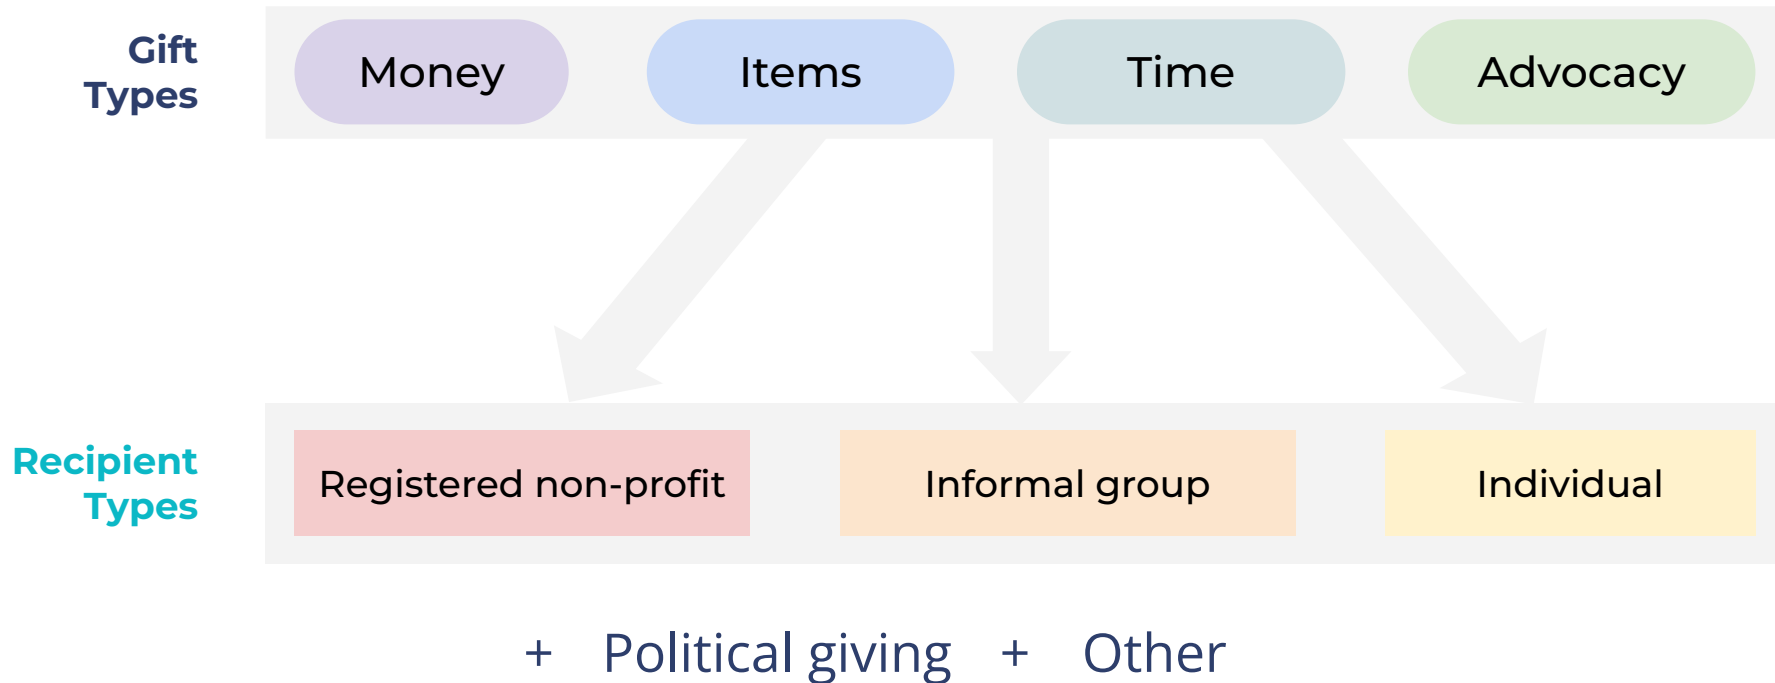 Gift
Types
Money
Items
Time
Advocacy
Recipient
Types
Registered non-profit
Informal group
Individual
+ Political giving + Other